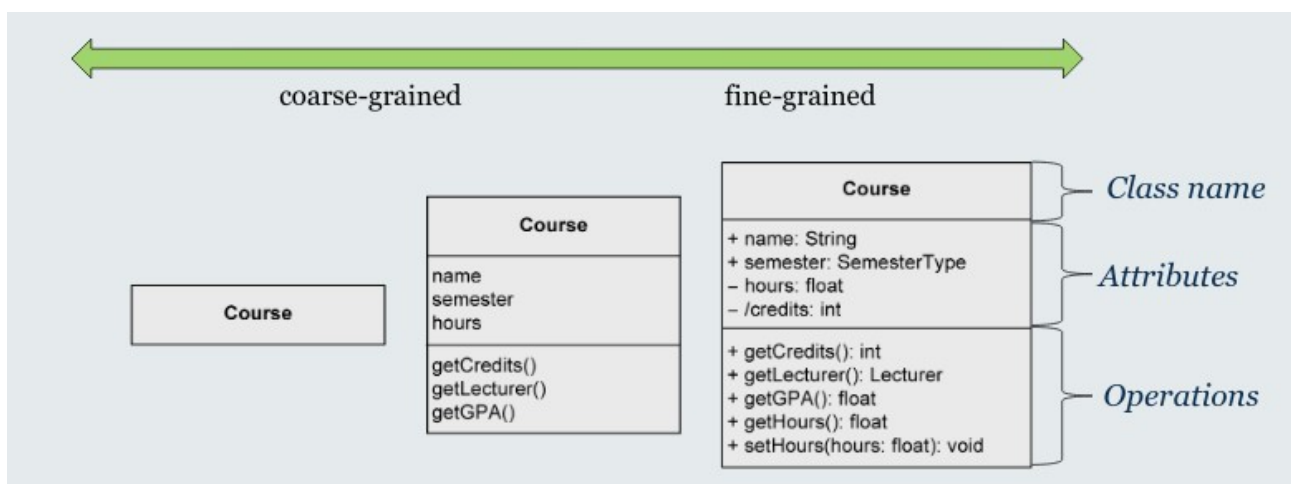 coarse-grained
fine-grained
Course
Course
name
semester
hours
getCredits()
getLecturer()
getGPA()
Course
+ name: String
+ semester: SemesterType
– hours: float
– /credits: int
+ getCredits(): int
+ getLecturer(): Lecturer
+ getGPA(): float
+ getHours(): float
+ setHours(hours: float): void
Class name
Attributes
Operations